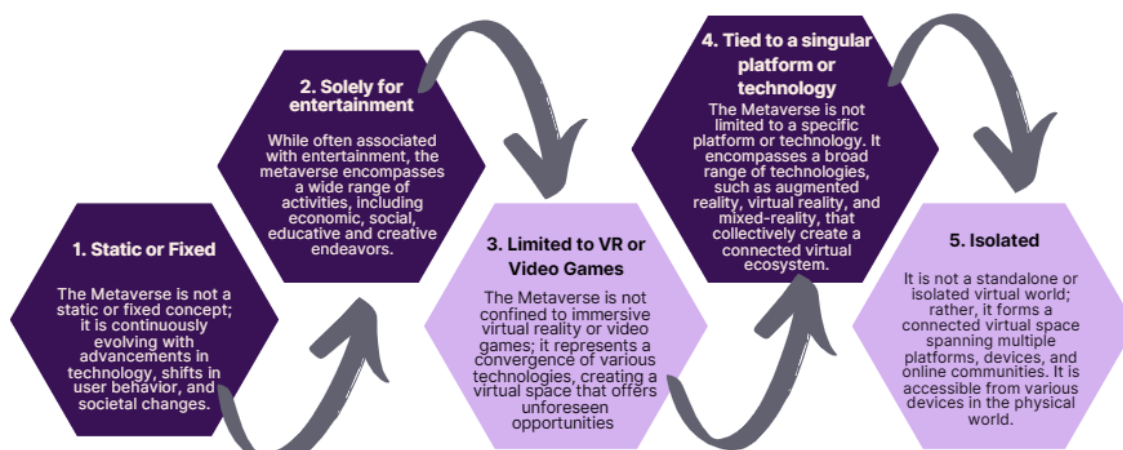 1. Static or Fixed
The Metaverse is not a
static or fixed concept;
it is continuously
evolving with
advancements in
technology, shifts in
user behavior, and
societal changes.
2. Solely for
entertainment
While often associated
with entertainment, the
metaverse encompasses
a wide range of
activities, including
economic, social,
educative and creative
endeavors.
3. Limited to VR or
Video Games
The Metaverse is not
confined to immersive
virtual reality or video
games; it represents a
convergence of various
technologies, creating a
virtual space that offers
unforeseen
opportunities
4. Tied to a singular
platform or
technology
The Metaverse is not
limited to a specific
platform or technology. It
encompasses a broad
range of technologies,
such as augmented
reality, virtual reality, and
mixed-reality, that
collectively create a
connected virtual
ecosystem.
5. Isolated
It is not a standalone or
isolated virtual world;
rather, it forms a
connected virtual space
spanning multiple
platforms, devices, and
online communities. It is
accessible from various
devices in the physical
world.